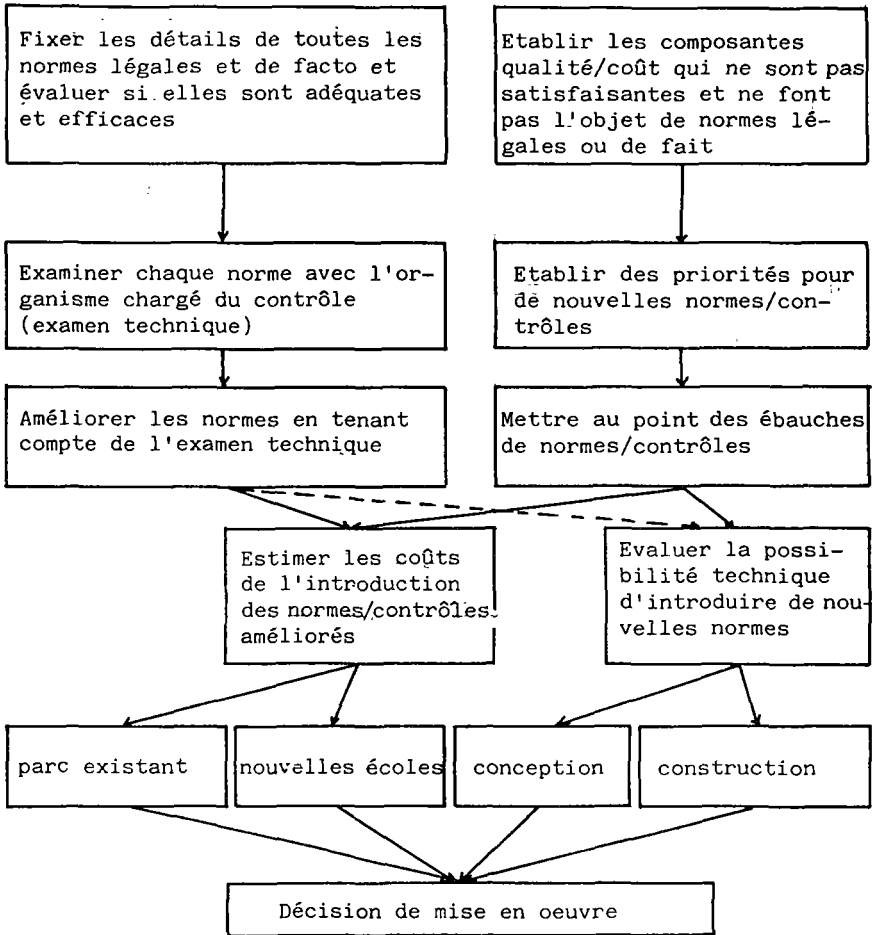 Fixer les détails de toutes les
normes légales et de facto et
évaluer si elles sont adéquates
et efficaces
Etablir les composantes
qualité/coût qui ne sont pas
satisfaisantes et ne font
pas l'objet de normes lé-
gales ou de fait
Examiner chaque norme avec l'or-
ganisme chargé du contrôle
(examen technique)
Etablir des priorités pour
de nouvelles normes/con-
trôles
Améliorer les normes en tenant
compte de l'examen technique
Mettre au point des ébauches
de normes/contrôles
Estimer les coûts
de l'introduction
des normes/contrôles
améliorés
Evaluer la possi-
bilité technique
d'introduire de nou-
velles normes
parc existant
nouvelles écoles
conception
construction
Décision de mise en oeuvre